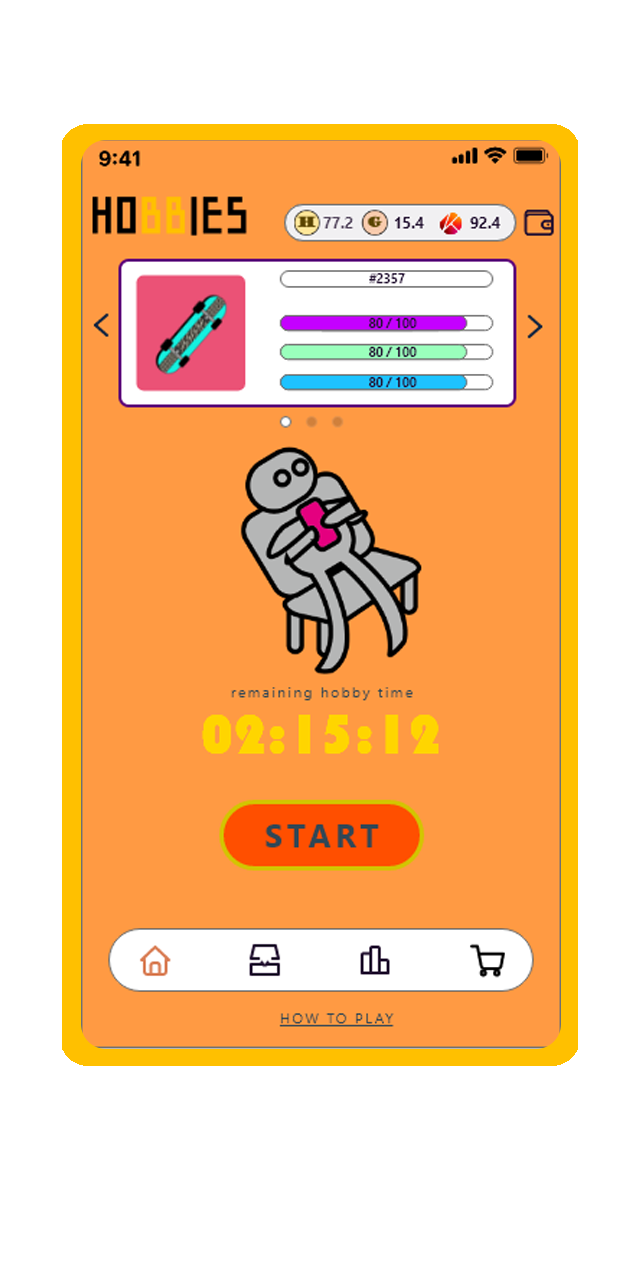 9:41
HOBBIES
H 77.2 G 15.4 92.4
#2357
80 / 100
80 / 100
80 / 100
remaining hobby time
02:15:12
START
HOW TO PLAY